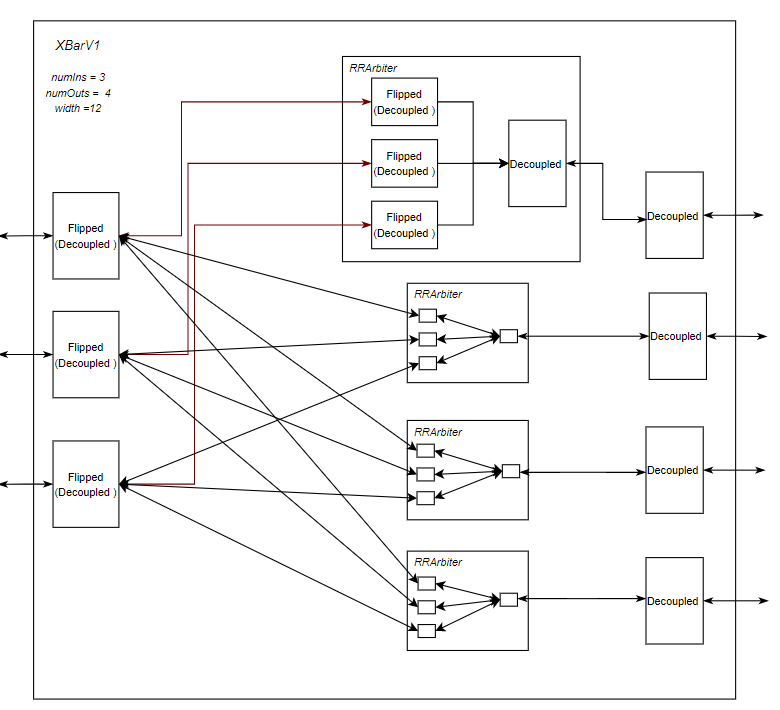 XBarV1
numIns = 3
numOuts =  4
width =12
RRArbiter
Flipped
(Decoupled )
Flipped
(Decoupled )
Flipped
(Decoupled )
Decoupled
Decoupled
Flipped
(Decoupled )
Flipped
(Decoupled )
Flipped
(Decoupled )
RRArbiter
Decoupled
RRArbiter
Decoupled
RRArbiter
Decoupled